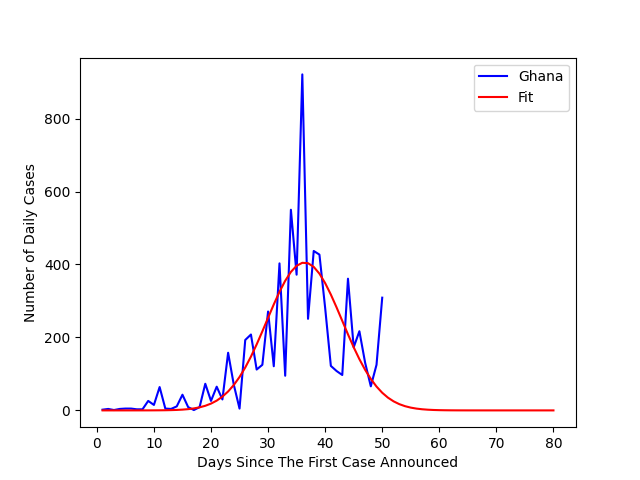 Ghana
Fit
800
600
400
200
0
Number of Daily Cases
0 10 20 30 40 50 60 70 80
Days Since The First Case Announced